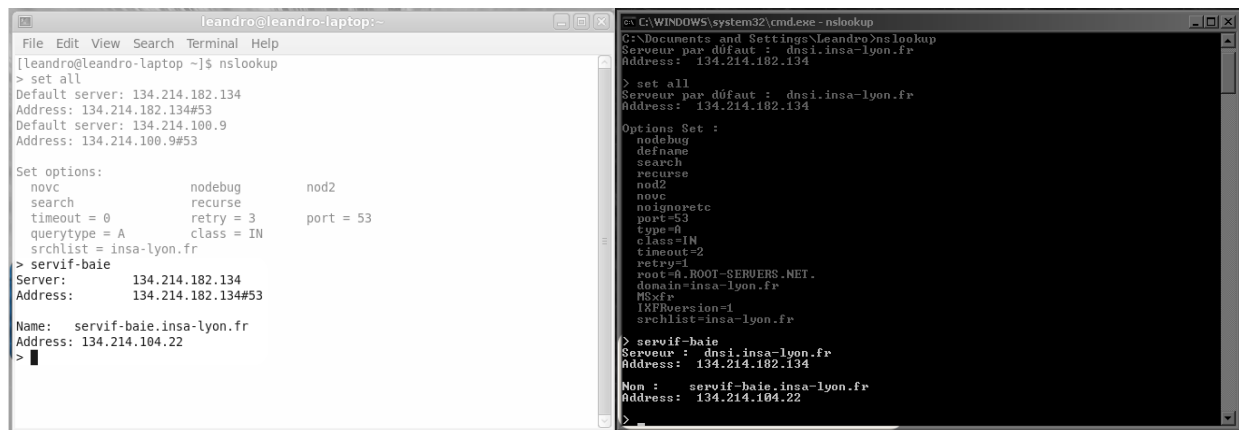 leandro@leandro-laptop:~
File Edit View Search Terminal Help
[leandro@leandro-laptop ~]$ nslookup
> set all
Default server: 134.214.182.134
Address: 134.214.182.134#53
Default server: 134.214.100.9
Address: 134.214.100.9#53
Set options:
novc nodebug nod2
search recurse
timeout = 0 retry = 3 port = 53
querytype = A class = IN
srchlist = insa-lyon.fr
> servif-baie
Server: 134.214.182.134
Address: 134.214.182.134#53
Name: servif-baie.insa-lyon.fr
Address: 134.214.104.22
>
C:\WINDOWS\system32\cmd.exe - nslookup
C:\Documents and Settings\Leandro>nslookup
Serveur par dÚfaut : dnsi.insa-lyon.fr
Address: 134.214.182.134
> set all
Serveur par dÚfaut : dnsi.insa-lyon.fr
Address: 134.214.182.134
Options Set :
nodebug
defname
search
recurse
nod2
novc
noignoretc
port=53
type=A
class=IN
timeout=2
retry=1
root=A.ROOT-SERVERS.NET.
domain=insa-lyon.fr
MSxfr
IXFRversion=1
srchlist=insa-lyon.fr
> servif-baie
Serveur : dnsi.insa-lyon.fr
Address: 134.214.182.134
Nom : servif-baie.insa-lyon.fr
Address: 134.214.104.22
> _